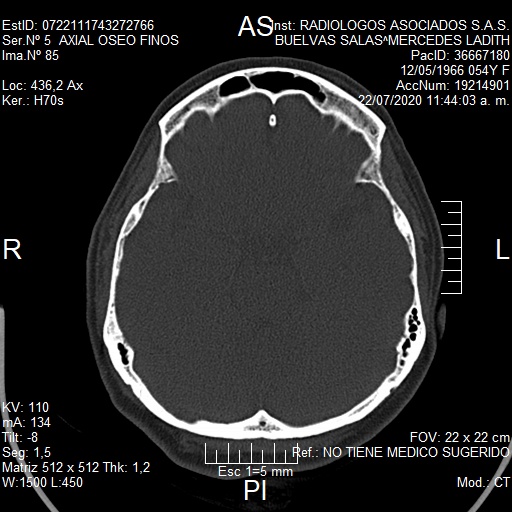 EstID: 0722111743272766
Ser.Nº 5 AXIAL OSEO FINOS
Ima.Nº 85
Loc: 436,2 Ax
Ker.: H70s
AS
Inst: RADIOLOGOS ASOCIADOS S.A.S.
BUELVAS SALAS^MERCEDES LADITH
PacID: 36667180
12/05/1966 054Y F
AccNum: 19214901
22/07/2020 11:44:03 a. m.
R
L
KV: 110
mA: 134
Tilt: -8
Seg: 1,5
Matriz 512 x 512 Thk: 1,2
W:1500 L:450
Esc 1=5 mm
PI
FOV: 22 x 22 cm
Ref.: NO TIENE MEDICO SUGERIDO
Mod.: CT